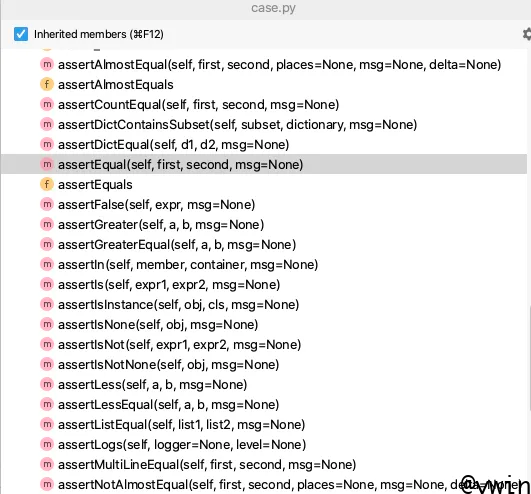 case.py
Inherited members (⌘F12)
m assertAlmostEqual(self, first, second, places=None, msg=None, delta=None)
f assertAlmostEquals
m assertCountEqual(self, first, second, msg=None)
m assertDictContainsSubset(self, subset, dictionary, msg=None)
m assertDictEqual(self, d1, d2, msg=None)
m assertEqual(self, first, second, msg=None)
f assertEquals
m assertFalse(self, expr, msg=None)
m assertGreater(self, a, b, msg=None)
m assertGreaterEqual(self, a, b, msg=None)
m assertIn(self, member, container, msg=None)
m assertIs(self, expr1, expr2, msg=None)
m assertIsInstance(self, obj, cls, msg=None)
m assertIsNone(self, obj, msg=None)
m assertIsNot(self, expr1, expr2, msg=None)
m assertIsNotNone(self, obj, msg=None)
m assertLess(self, a, b, msg=None)
m assertLessEqual(self, a, b, msg=None)
m assertListEqual(self, list1, list2, msg=None)
m assertLogs(self, logger=None, level=None)
m assertMultiLineEqual(self, first, second, msg=None)
m assertNotAlmostEqual(self, first, second, places=None, msg=None, delta=None